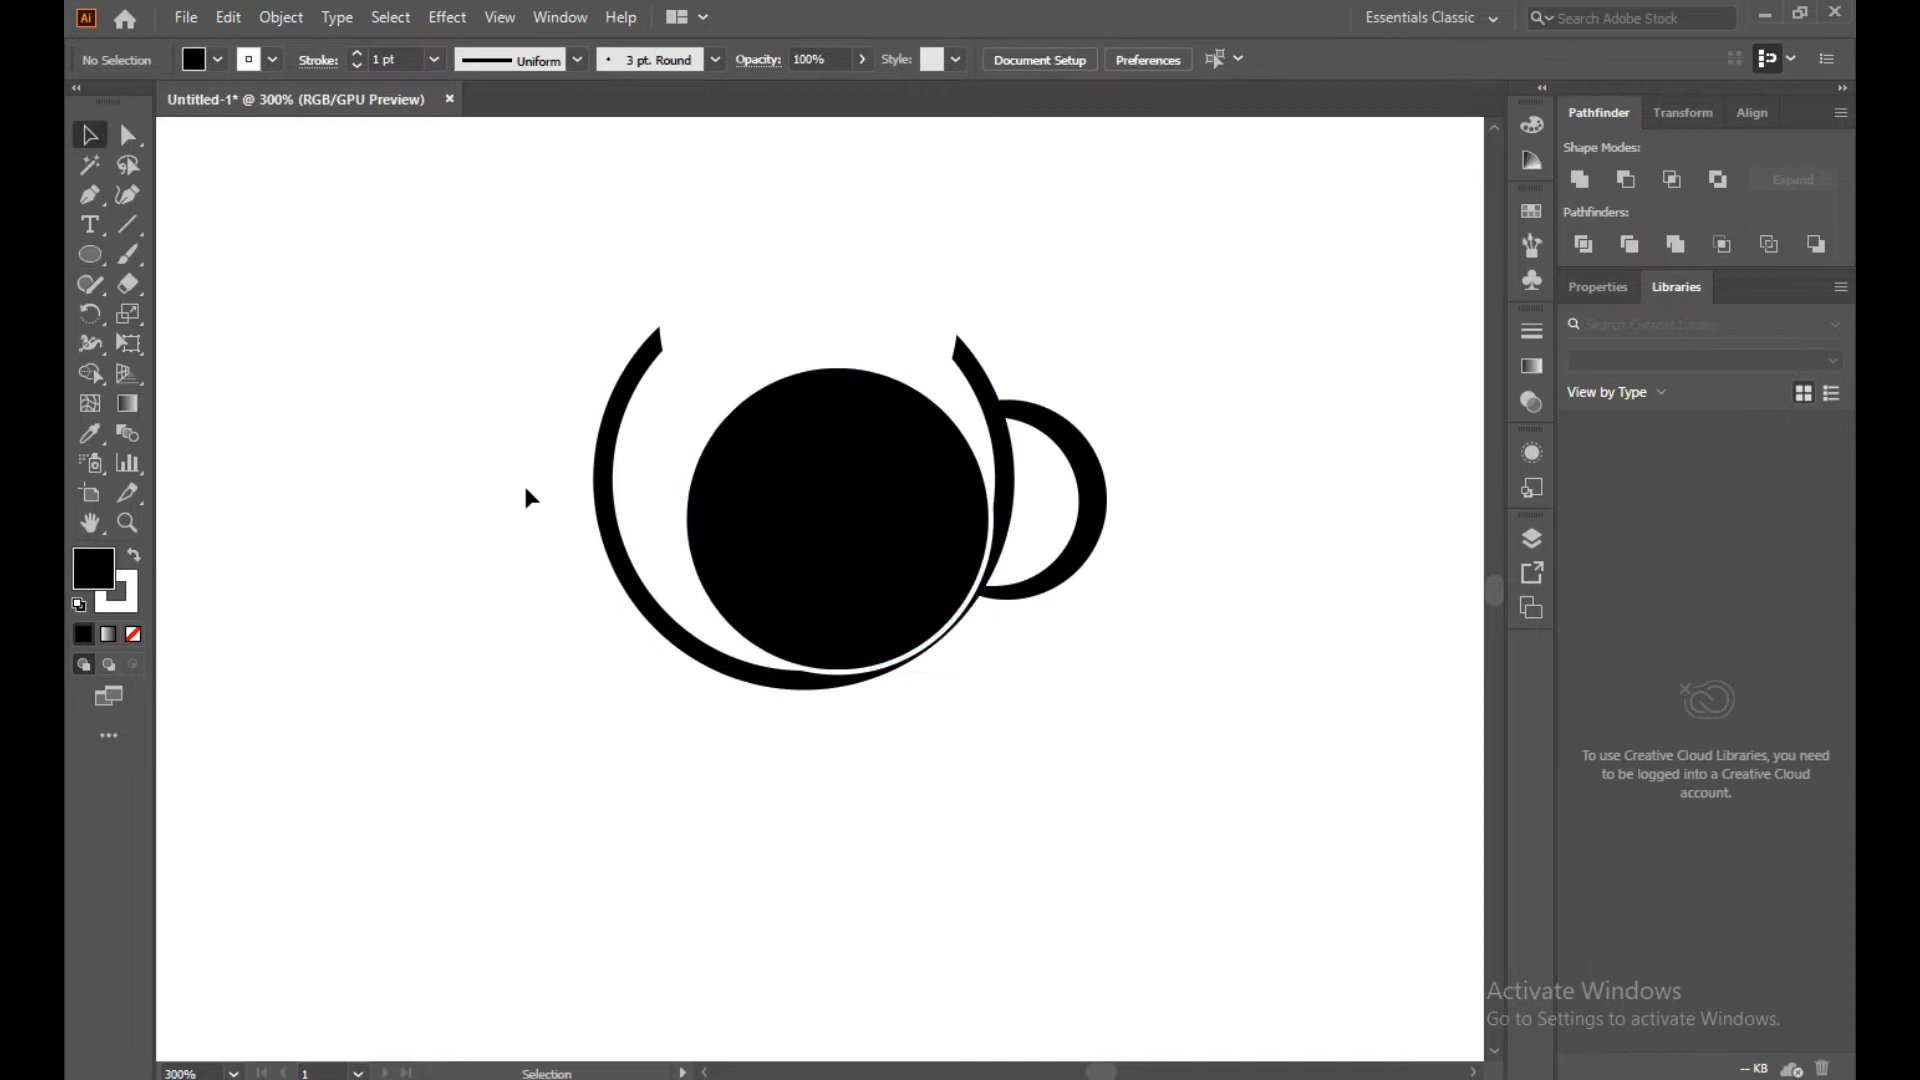 Ai File Edit Object Type Select Effect View Window Help Essentials Classic Search Adobe Stock
No Selection Stroke: 1 pt Uniform 3 pt. Round Opacity: 100% Style: Document Setup Preferences
Untitled-1* @ 300% (RGB/GPU Preview)
Pathfinder Transform Align
Shape Modes:
Expand
Pathfinders:
Properties Libraries
Search Current Library
View by Type
To use Creative Cloud Libraries, you need
to be logged into a Creative Cloud
account.
Activate Windows
Go to Settings to activate Windows.
-- KB
300% 1 Selection